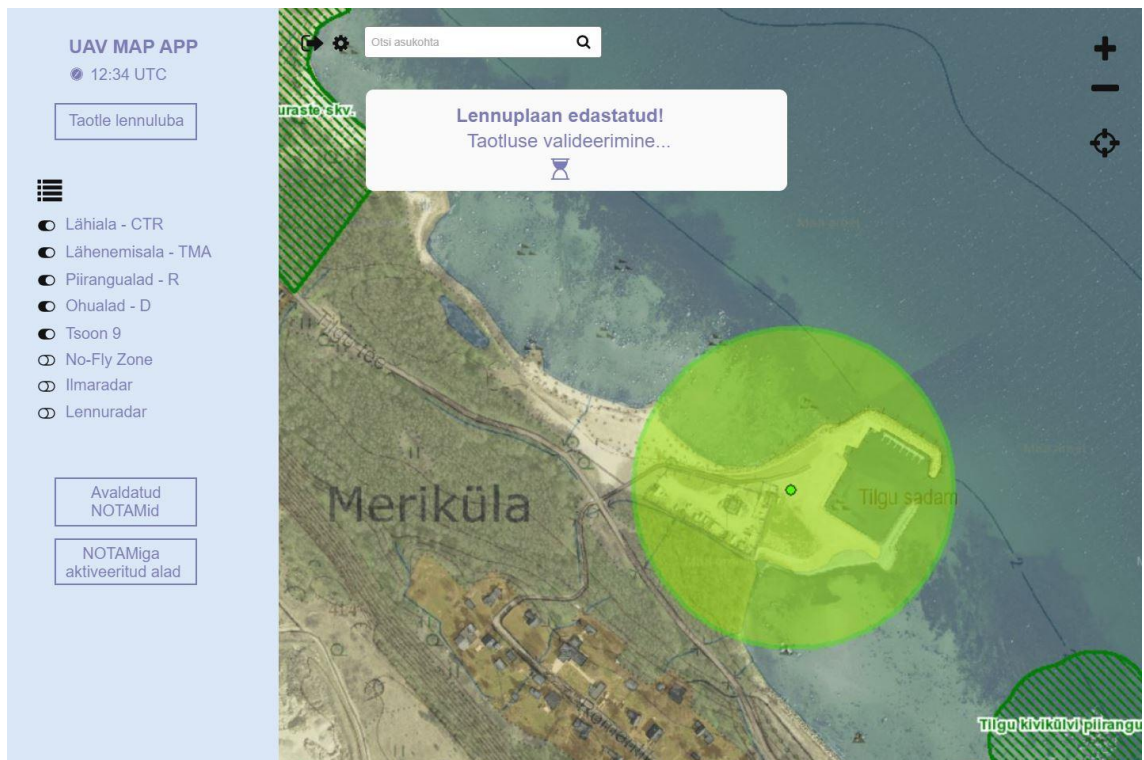 UAV MAP APP
12:34 UTC
Taotle lennuluba
Lähiala - CTR
Lähenemisala - TMA
Piirangualad - R
Ohualad - D
Tsoon 9
No-Fly Zone
Ilmaradar
Lennuradar
Avaldatud
NOTAMid
NOTAMiga
aktiveeritud alad
Otsi asukohta
Lennuplaan edastatud!
Taotluse valideerimine...
uraste skv.
Tilgu tee
Meriküla
Tilgu sadam
Tilgu kivikülvi piirangu